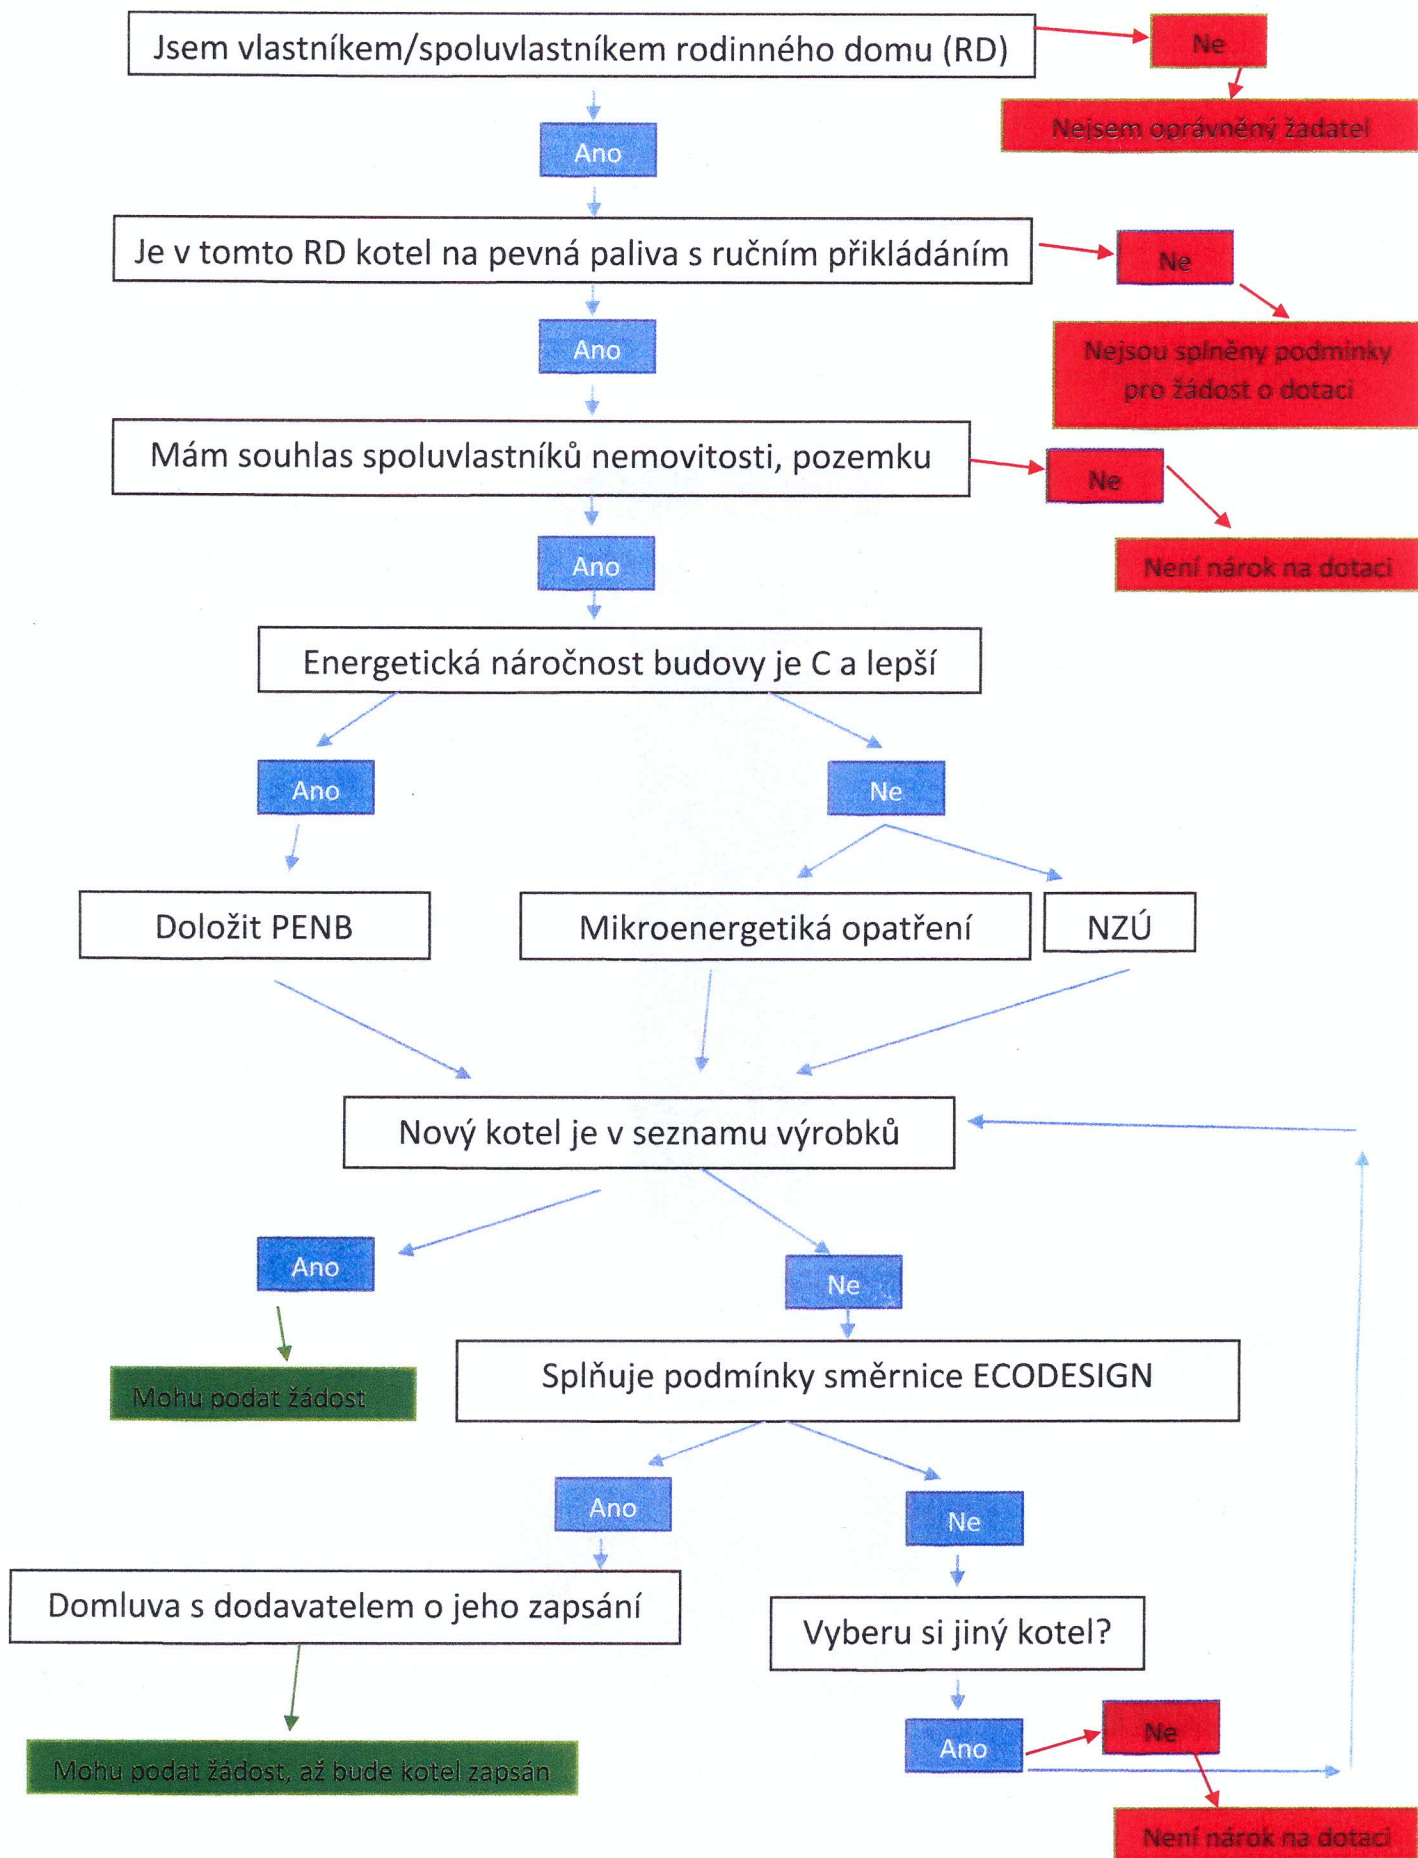 Jsem vlastníkem/spoluvlastníkem rodinného domu (RD)
Ne
Nejsem oprávněný žadatel
Ano
Je v tomto RD kotel na pevná paliva s ručním přikládáním
Ne
Nejsou splněny podmínky
pro žádost o dotaci
Ano
Mám souhlas spoluvlastníků nemovitosti, pozemku
Ne
Není nárok na dotaci
Ano
Energetická náročnost budovy je C a lepší
Ano
Ne
Doložit PENB
Mikroenergetiká opatření
NZÚ
Nový kotel je v seznamu výrobků
Ano
Ne
Mohu podat žádost
Splňuje podmínky směrnice ECODESIGN
Ano
Ne
Domluva s dodavatelem o jeho zapsání
Vyberu si jiný kotel?
Ano
Ne
Mohu podat žádost, až bude kotel zapsán
Není nárok na dotaci